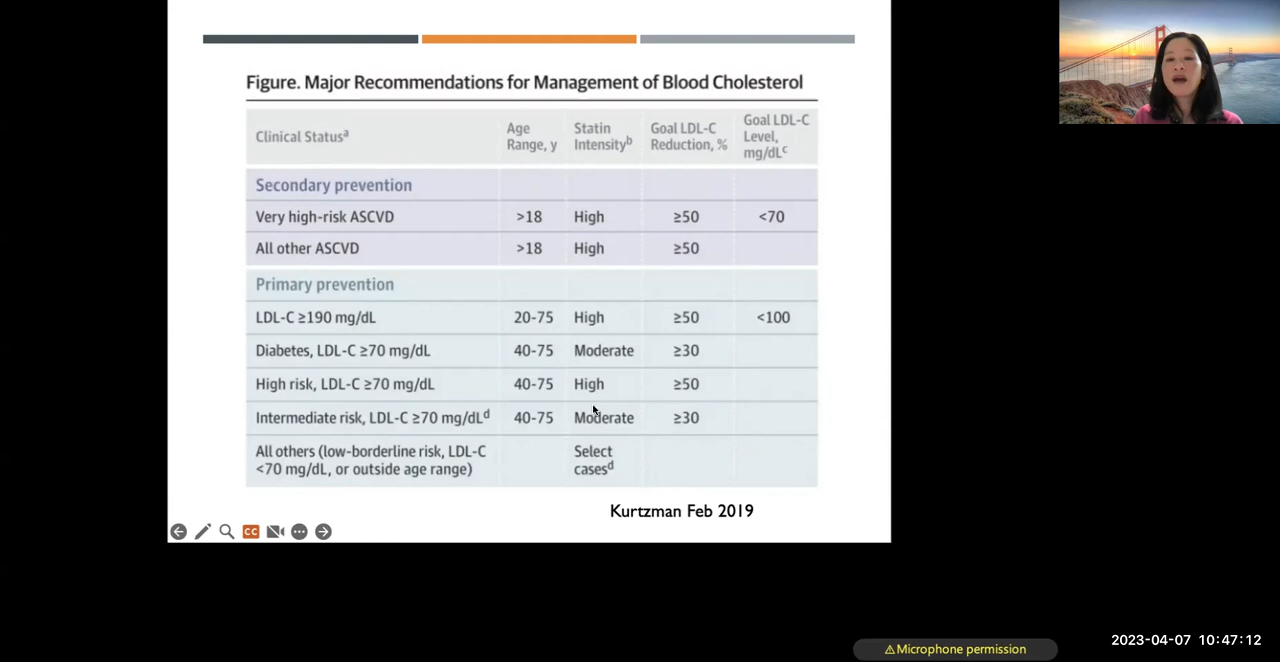 Figure. Major Recommendations for Management of Blood Cholesterol
Clinical Statusᵃ
Age Range, y
Statin Intensityᵇ
Goal LDL-C Reduction, %
Goal LDL-C Level, mg/dLᶜ
Secondary prevention
Very high-risk ASCVD >18 High ≥50 <70
All other ASCVD >18 High ≥50
Primary prevention
LDL-C ≥190 mg/dL 20-75 High ≥50 <100
Diabetes, LDL-C ≥70 mg/dL 40-75 Moderate ≥30
High risk, LDL-C ≥70 mg/dL 40-75 High ≥50
Intermediate risk, LDL-C ≥70 mg/dLᵈ 40-75 Moderate ≥30
All others (low-borderline risk, LDL-C
<70 mg/dL, or outside age range)
Select
casesᵈ
Kurtzman Feb 2019
CC
⚠Microphone permission
2023-04-07 10:47:12